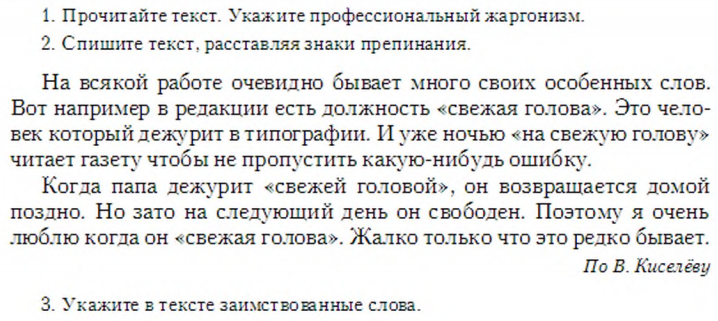 1. Прочитайте текст. Укажите профессиональный жаргонизм.
2. Спишите текст, расставляя знаки препинания.
На всякой работе очевидно бывает много своих особенных слов.
Вот например в редакции есть должность «свежая голова». Это чело-
век который дежурит в типографии. И уже ночью «на свежую голову»
читает газету чтобы не пропустить какую-нибудь ошибку.
Когда папа дежурит «свежей головой», он возвращается домой
поздно. Но зато на следующий день он свободен. Поэтому я очень
люблю когда он «свежая голова». Жалко только что это редко бывает.
По В. Киселёву
3. Укажите в тексте заимствованные слова.